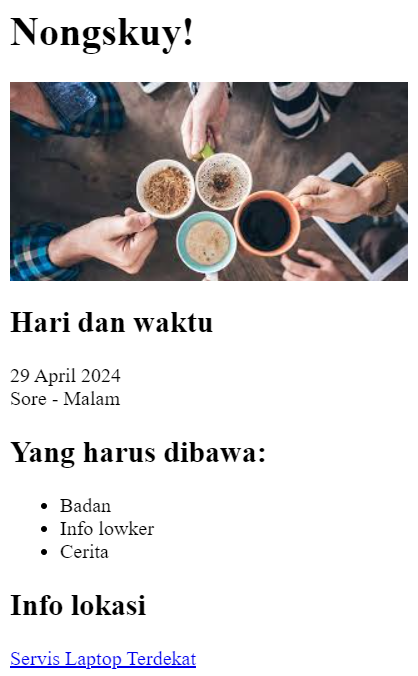 Nongskuy!
Hari dan waktu
29 April 2024
Sore - Malam
Yang harus dibawa:
Badan
Info lowker
Cerita
Info lokasi
Servis Laptop Terdekat